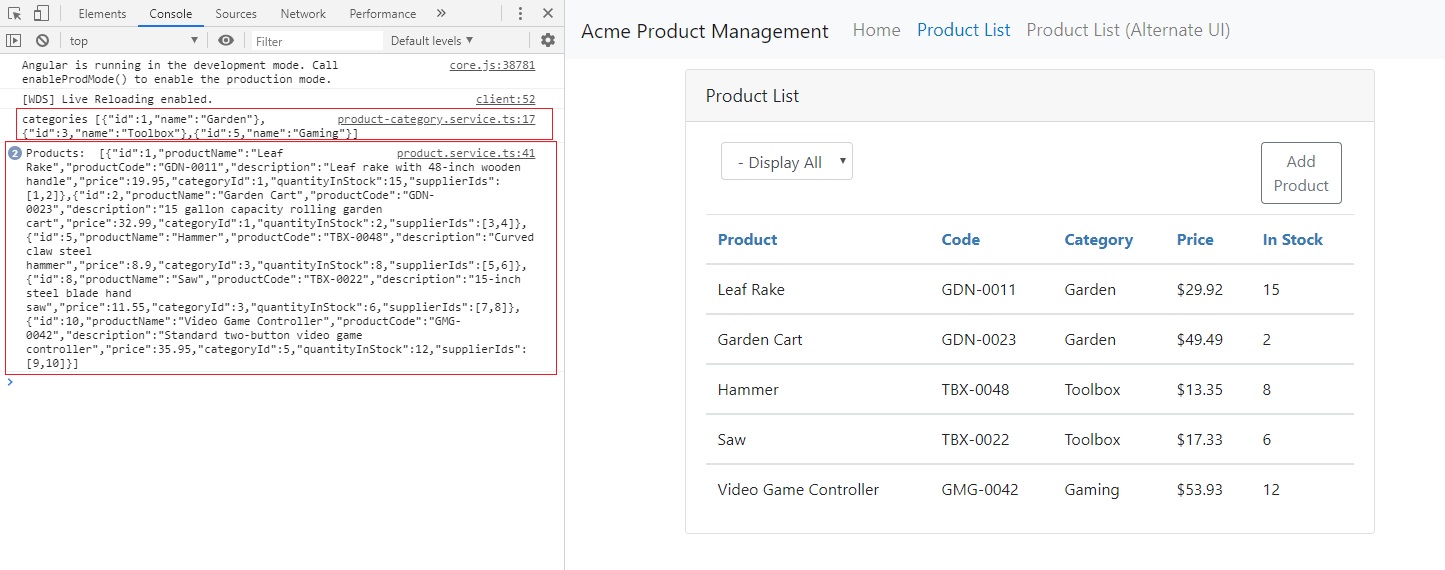 Elements Console Sources Network Performance »
top Filter Default levels
Angular is running in the development mode. Call core.js:38781
enableProdMode() to enable the production mode.
[WDS] Live Reloading enabled. client:52
categories [{"id":1,"name":"Garden"}, product-category.service.ts:17
{"id":3,"name":"Toolbox"},{"id":5,"name":"Gaming"}]
2 Products: [{"id":1,"productName":"Leaf product.service.ts:41
Rake","productCode":"GDN-0011","description":"Leaf rake with 48-inch wooden
handle","price":19.95,"categoryId":1,"quantityInStock":15,"supplierIds":
[1,2]},{"id":2,"productName":"Garden Cart","productCode":"GDN-
0023","description":"15 gallon capacity rolling garden
cart","price":32.99,"categoryId":1,"quantityInStock":2,"supplierIds":[3,4]},
{"id":5,"productName":"Hammer","productCode":"TBX-0048","description":"Curved
claw steel
hammer","price":8.9,"categoryId":3,"quantityInStock":8,"supplierIds":[5,6]},
{"id":8,"productName":"Saw","productCode":"TBX-0022","description":"15-inch
steel blade hand
saw","price":11.55,"categoryId":3,"quantityInStock":6,"supplierIds":[7,8]},
{"id":10,"productName":"Video Game Controller","productCode":"GMG-
0042","description":"Standard two-button video game
controller","price":35.95,"categoryId":5,"quantityInStock":12,"supplierIds":
[9,10]}]
>
Acme Product Management Home Product List Product List (Alternate UI)
Product List
- Display All
Add
Product
Product Code Category Price In Stock
Leaf Rake GDN-0011 Garden $29.92 15
Garden Cart GDN-0023 Garden $49.49 2
Hammer TBX-0048 Toolbox $13.35 8
Saw TBX-0022 Toolbox $17.33 6
Video Game Controller GMG-0042 Gaming $53.93 12